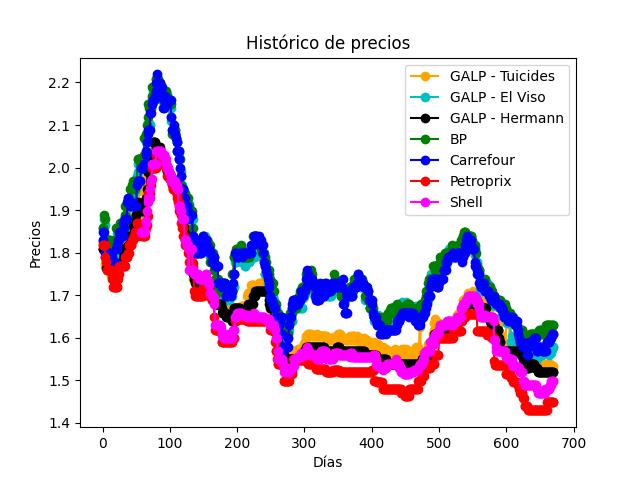 Histórico de precios
Precios
2.2
2.1
2.0
1.9
1.8
1.7
1.6
1.5
1.4
GALP - Tuicides
GALP - El Viso
GALP - Hermann
BP
Carrefour
Petroprix
Shell
0 100 200 300 400 500 600 700
Días